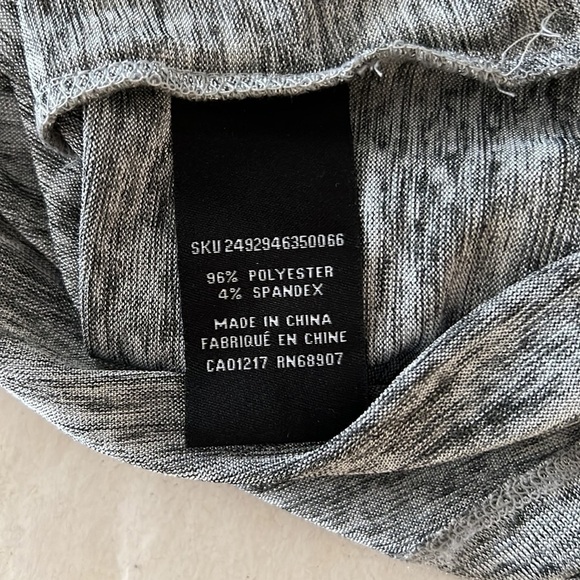 SKU 2492946350066
96% POLYESTER
4% SPANDEX
MADE IN CHINA
FABRIQUÉ EN CHINE
CA01217 RN68907